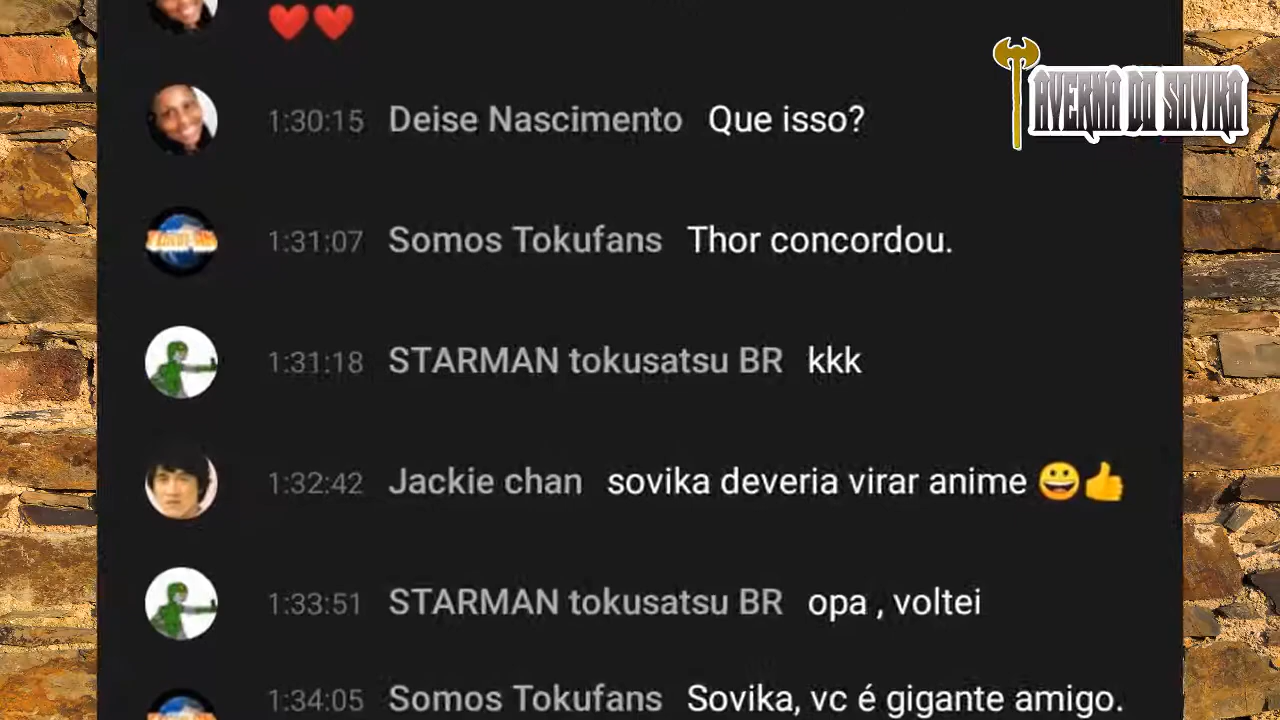 ❤️❤️
TAVERNA DO SOVIKA
1:30:15 Deise Nascimento Que isso?
1:31:07 Somos Tokufans Thor concordou.
1:31:18 STARMAN tokusatsu BR kkk
1:32:42 Jackie chan sovika deveria virar anime 😀👍
1:33:51 STARMAN tokusatsu BR opa , voltei
1:34:05 Somos Tokufans Sovika, vc é gigante amigo.